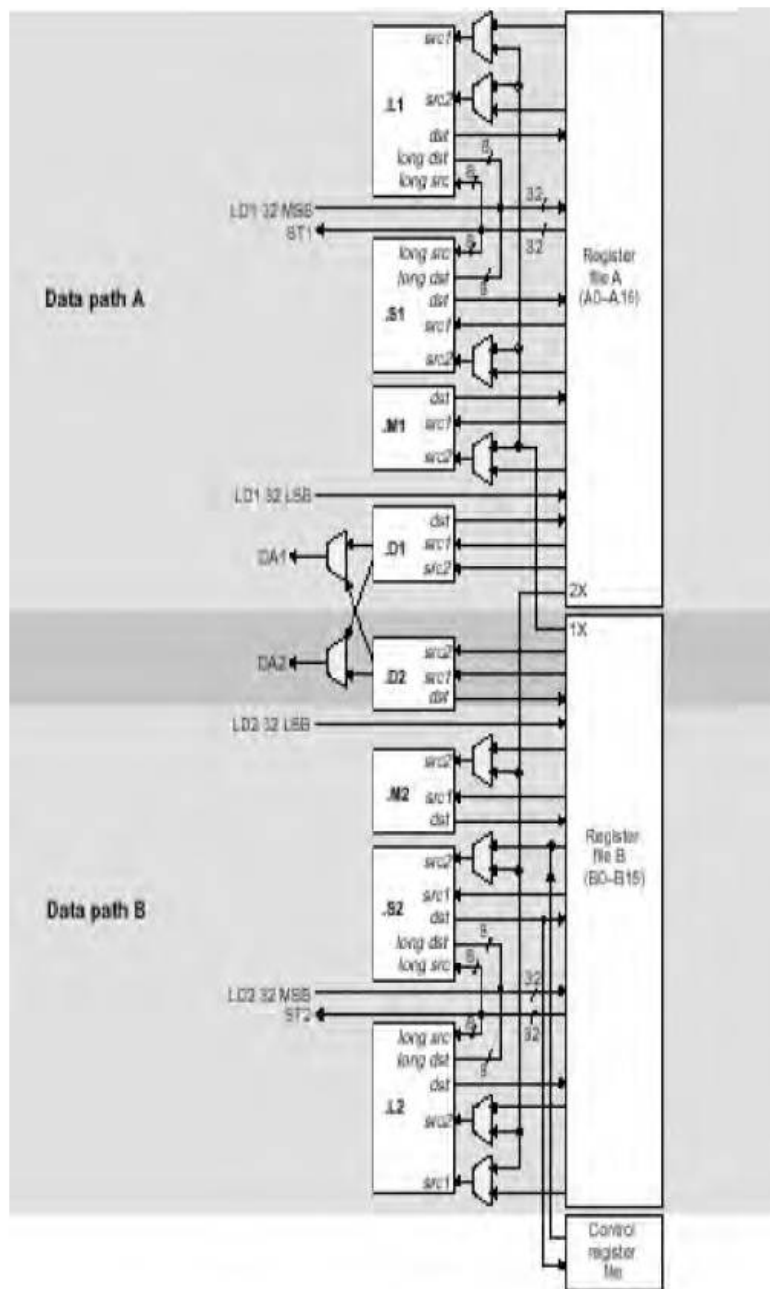 src1
.L1
src2
dst
long dst
8
long src
8
LD1 32 MSB
32
ST1
32
long src
8
long dst
8
Register
file A
(A0–A16)
Data path A
dst
.S1
src1
src2
dst
.M1
src1
src2
LD1 32 LSB
dst
.D1
src1
DA1
src2
2X
1X
src2
DA2
.D2
src1
dst
LD2 32 LSB
src2
.M2
src1
dst
Register
file B
(B0–B15)
src2
.S2
src1
Data path B
dst
8
long dst
8
long src
LD2 32 MSB
32
ST2
32
long src
8
long dst
8
dst
.L2
src2
src1
Control
register
file